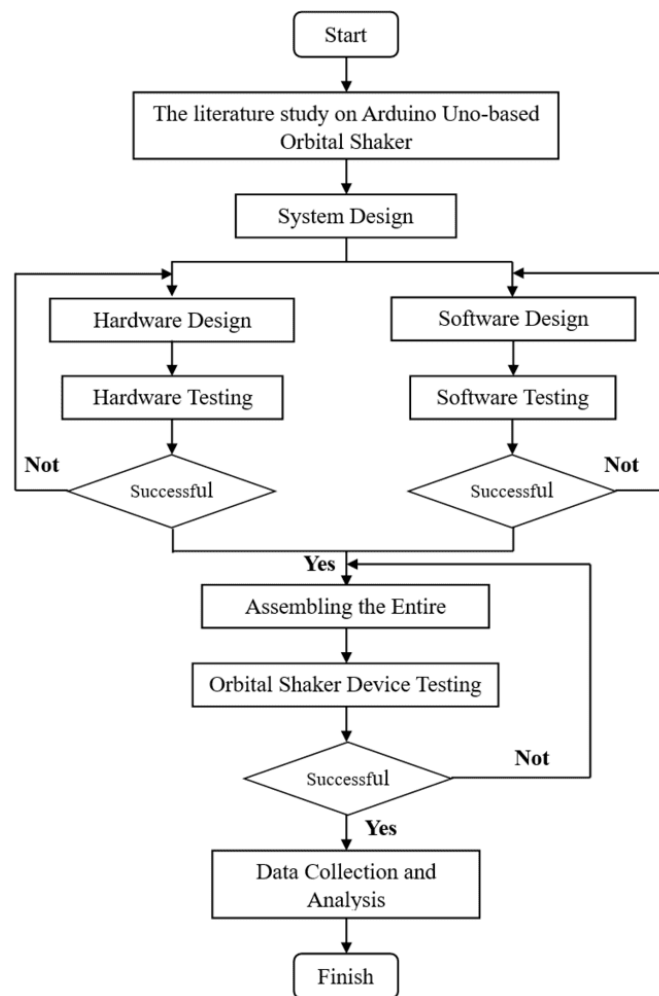 Start
The literature study on Arduino Uno-based
Orbital Shaker
System Design
Hardware Design
Software Design
Hardware Testing
Software Testing
Not
Successful
Successful
Not
Yes
Assembling the Entire
Orbital Shaker Device Testing
Successful
Not
Yes
Data Collection and
Analysis
Finish